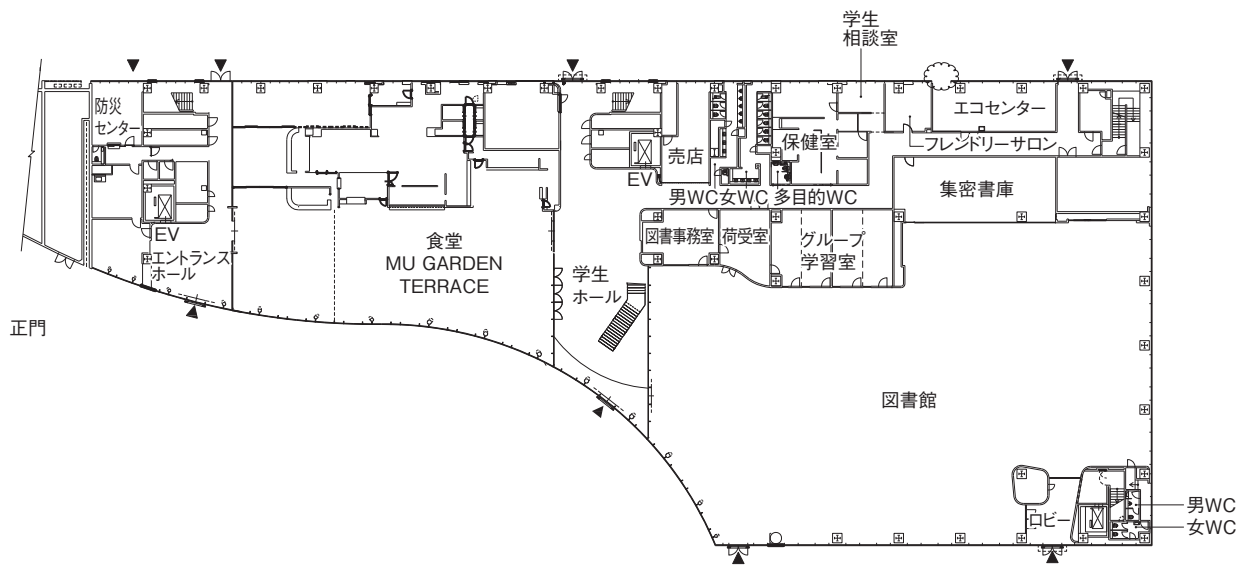 学生
相談室
防災
センター
エコセンター
保健室
フレンドリーサロン
売店
EV
集密書庫
男WC
女WC
多目的WC
EV
エントランス
ホール
食堂
MU GARDEN
TERRACE
図書事務室
荷受室
グループ
学習室
学生
ホール
正門
図書館
ロビー
男WC
女WC